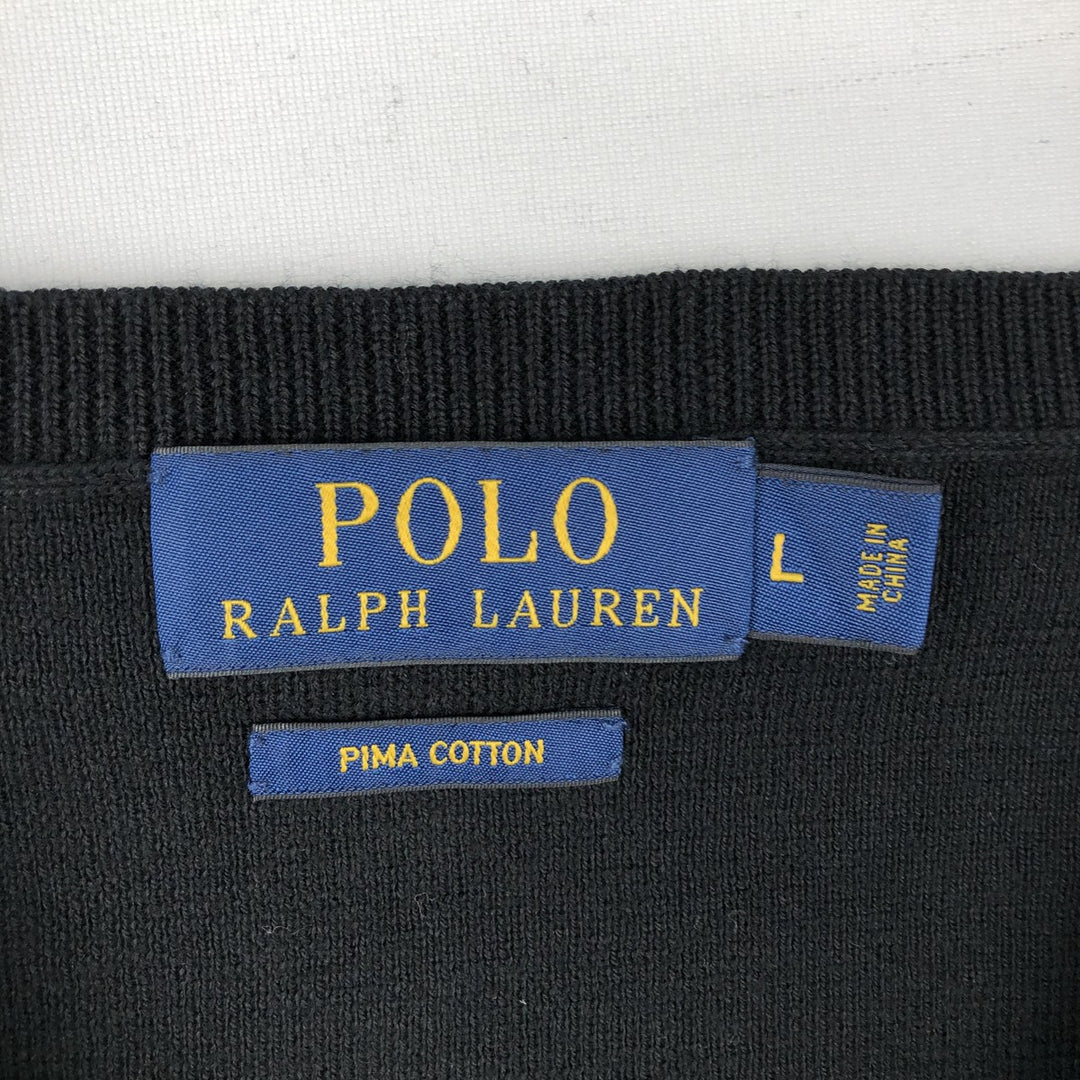 POLO
RALPH LAUREN
L
MADE IN
CHINA
PIMA COTTON